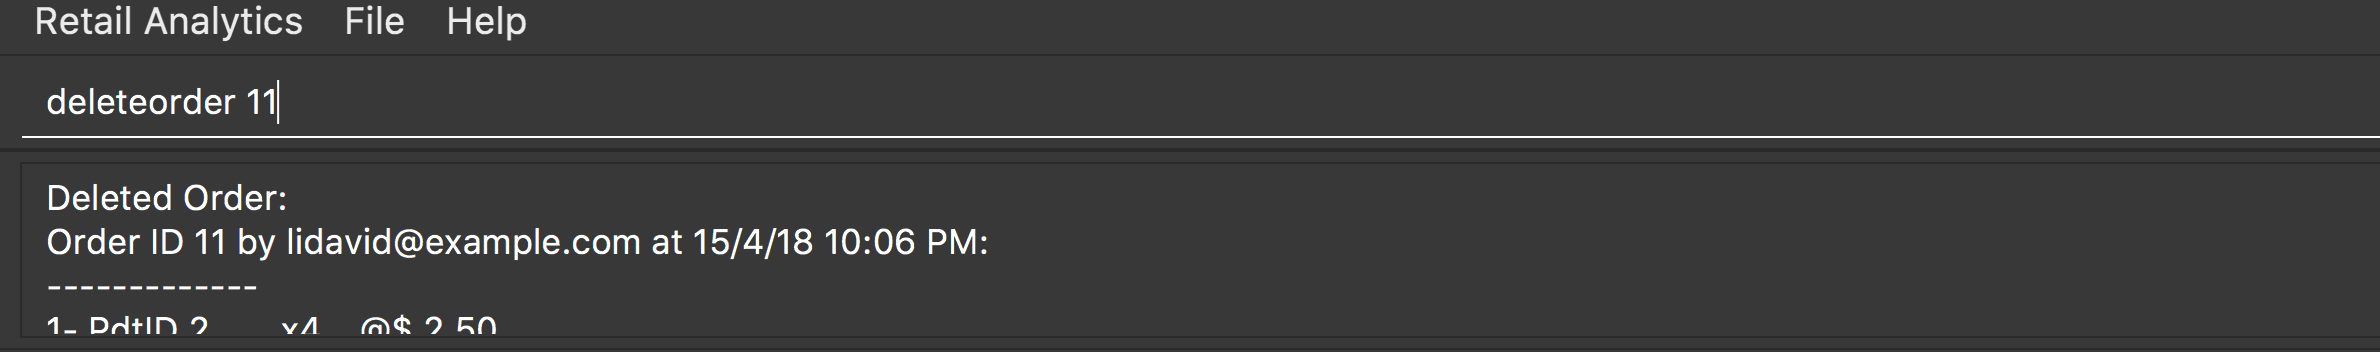 Retail Analytics File Help
deleteorder 11
Deleted Order:
Order ID 11 by lidavid@example.com at 15/4/18 10:06 PM:
-------------
1- PdtID 2 x4 @$ 2.50